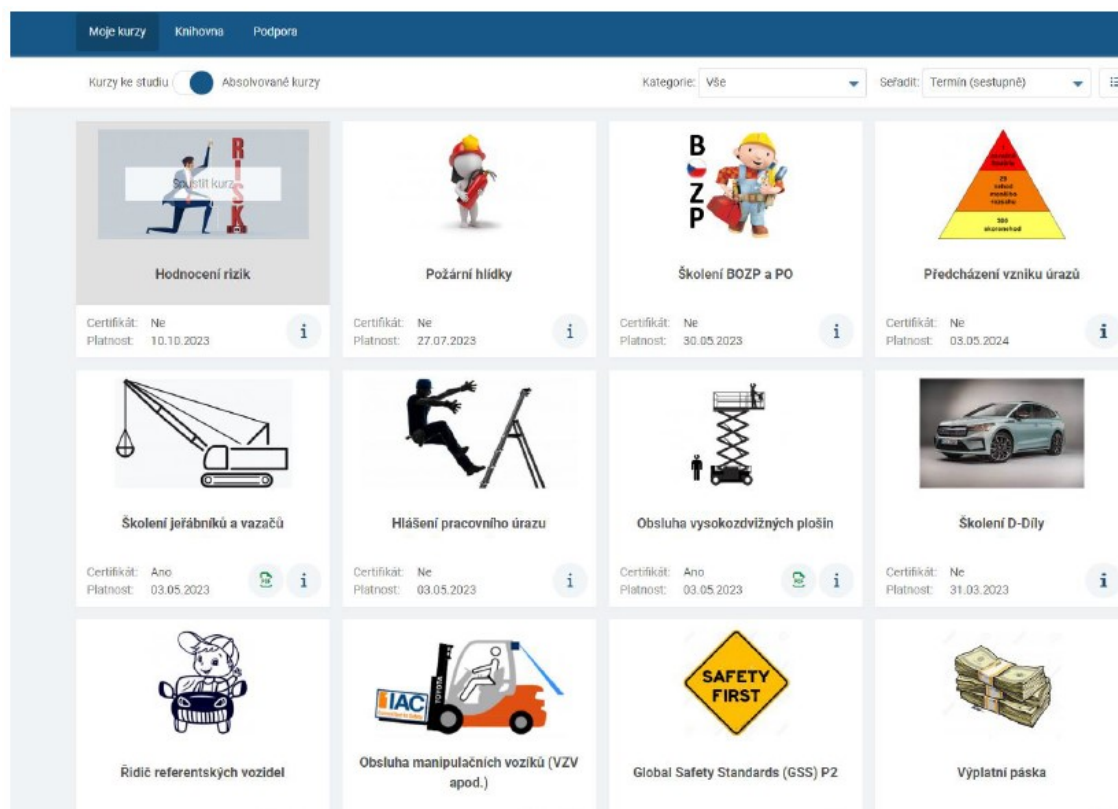 Moje kurzy Knihovna Podpora
Kurzy ke studiu Absolvované kurzy Kategorie: Vše Seřadit: Termín (sestupně)
RISK
Spustit kurz
B
Z
P
Hodnocení rizik Požární hlídky Školení BOZP a PO Předcházení vzniku úrazů
Certifikát: Ne Certifikát: Ne Certifikát: Ne Certifikát: Ne
Platnost: 10.10.2023 Platnost: 27.07.2023 Platnost: 30.05.2023 Platnost: 03.05.2024
Školení jeřábníků a vazačů Hlášení pracovního úrazu Obsluha vysokozdvižných plošin Školení D-Díly
Certifikát: Ano Certifikát: Ne Certifikát: Ano Certifikát: Ne
Platnost: 03.05.2023 Platnost: 03.05.2023 Platnost: 03.05.2023 Platnost: 31.03.2023
IAC
TOYOTA
SAFETY
FIRST
Řidič referentských vozidel Obsluha manipulačních vozíků (VZV
apod.) Global Safety Standards (GSS) P2 Výplatní páska